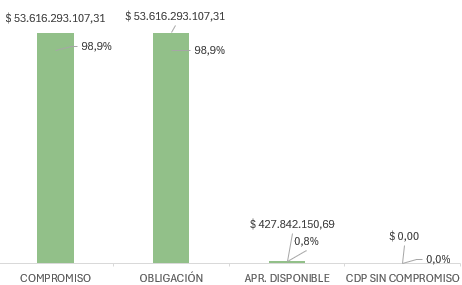 $ 53.616.293.107,31
98,9%
$ 53.616.293.107,31
98,9%
$ 427.842.150,69
0,8%
$ 0,00
0,0%
COMPROMISO
OBLIGACIÓN
APR. DISPONIBLE
CDP SIN COMPROMISO